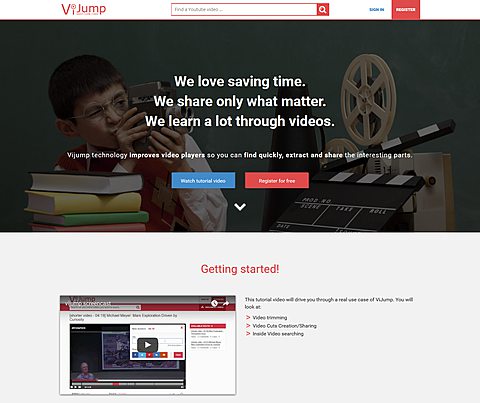 ViJump
Find a Youtube video ...
SIGN IN
REGISTER
We love saving time.
We share only what matter.
We learn a lot through videos.
Vijump technology improves video players so you can find quickly, extract and share the interesting parts.
Watch tutorial video
Register for free
PROD. NO.
SCENE TAKE ROLL
Getting started!
[shorter video - 04:19] Michael Meyer: Mars Exploration Driven by
Curiosity
This tutorial video will drive you through a real use case of ViJump. You will
look at:
> Video trimming
> Video Cuts Creation/Sharing
> Inside Video searching